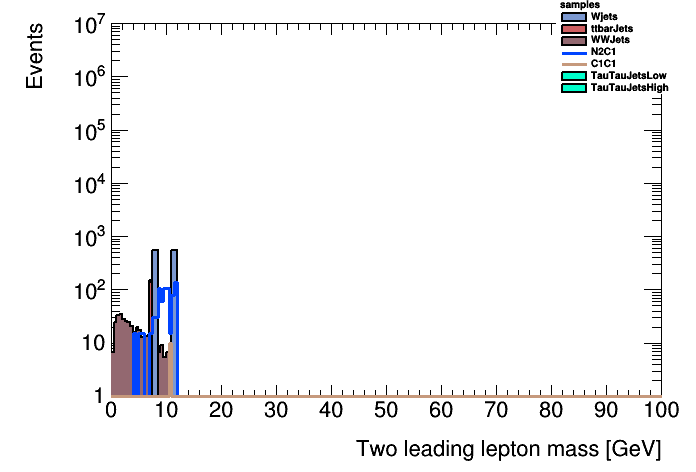 samples
Wjets
ttbarJets
WWJets
N2C1
C1C1
TauTauJetsLow
TauTauJetsHigh
Events
10^7
10^6
10^5
10^4
10^3
10^2
10
1
0 10 20 30 40 50 60 70 80 90 100
Two leading lepton mass [GeV]